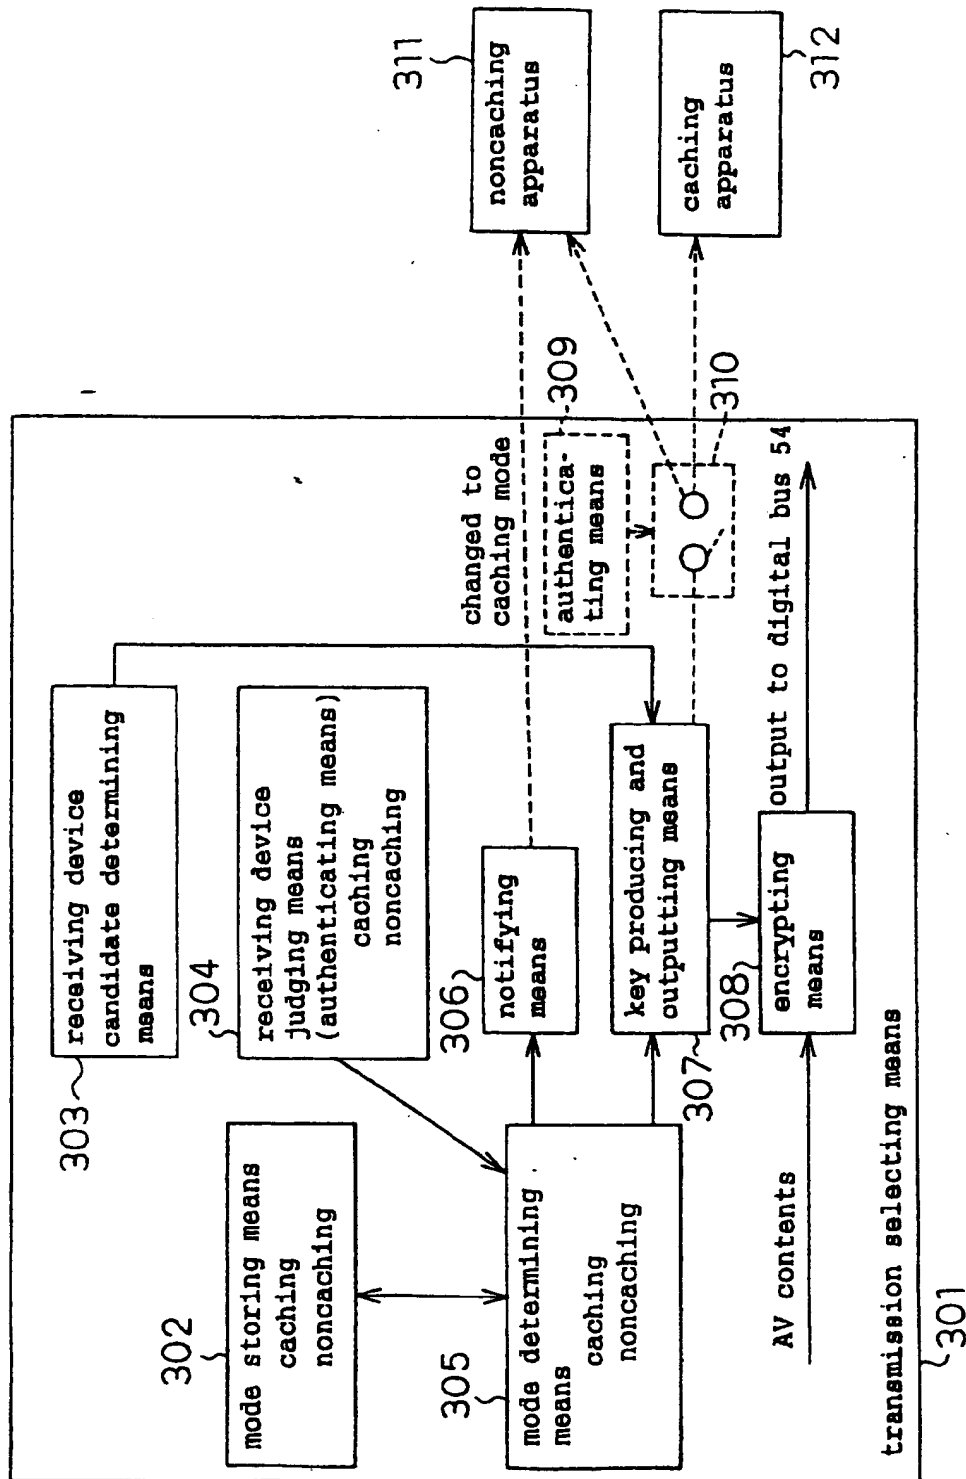 302
mode storing means
caching
noncaching
303
receiving device
candidate determining
means
304
receiving device
judging means
(authenticating means)
caching
noncaching
305
mode determining
means
caching
noncaching
306
notifying
means
changed to
caching mode
307
key producing and
outputting means
309
authentica-
ting means
310
311
noncaching
apparatus
312
caching
apparatus
AV contents
308
encrypting
means
output to digital bus 54
transmission selecting means
301